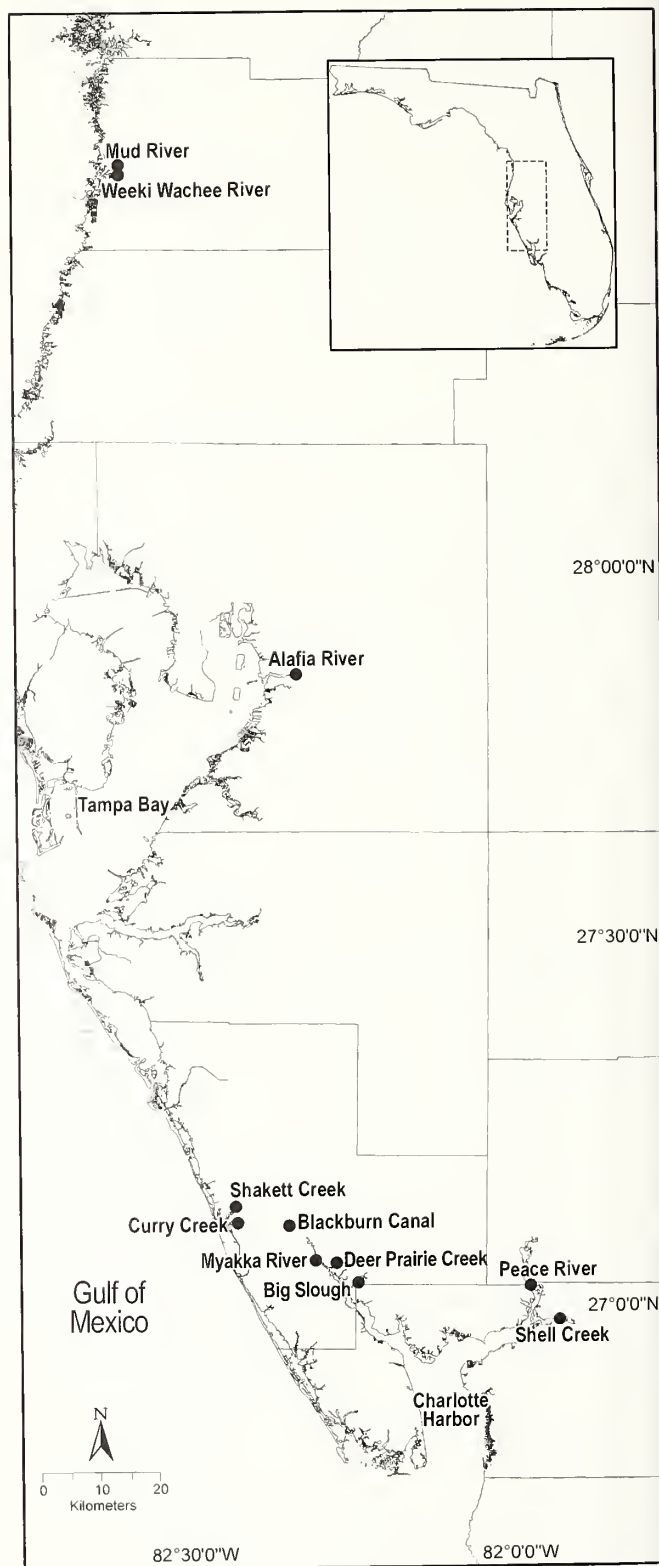 Mud River
Weeki Wachee River
28°00'0"N
Alafia River
Tampa Bay
27°30'0"N
Shakett Creek
Curry Creek
Blackburn Canal
Myakka River
Deer Prairie Creek
Big Slough
Peace River
27°0'0"N
Shell Creek
Gulf of
Mexico
Charlotte
Harbor
N
0 10 20
Kilometers
82°30'0"W
82°0'0"W